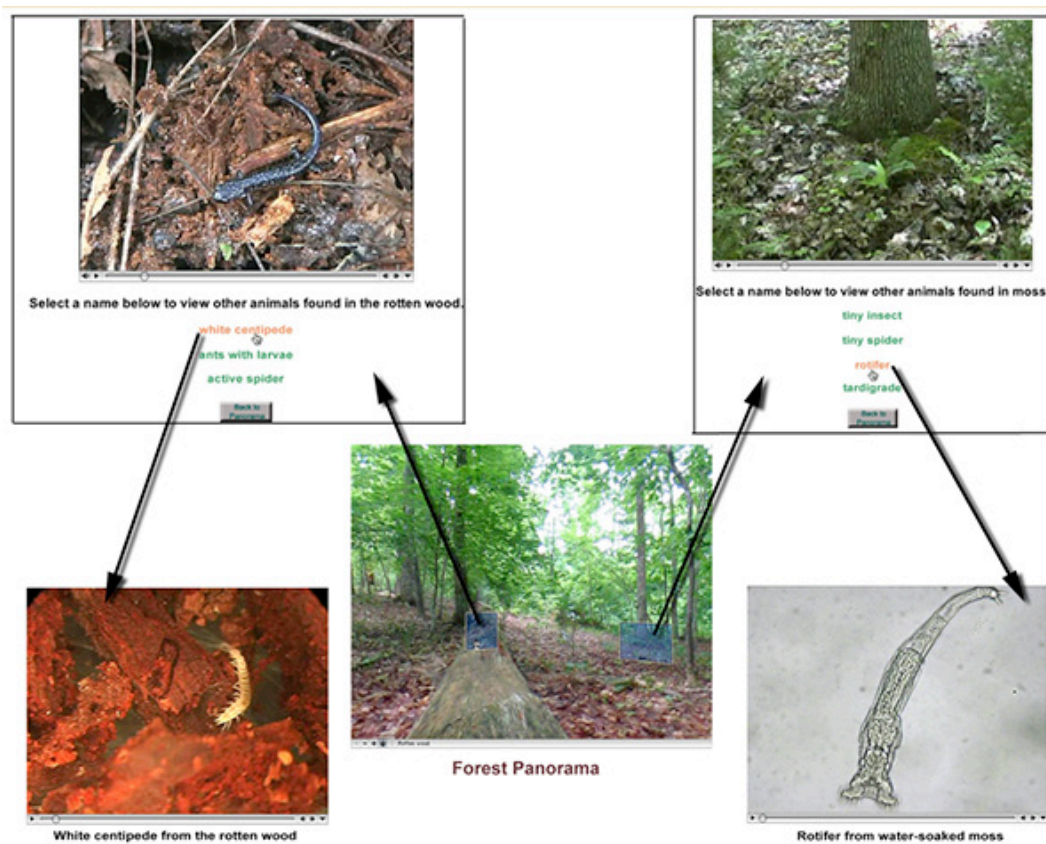 Select a name below to view other animals found in the rotten wood.
white centipede
ants with larvae
active spider
Back to
Panorama
Select a name below to view other animals found in moss
tiny insect
tiny spider
rotifer
tardigrade
Back to
Panorama
Rotten wood
Forest Panorama
White centipede from the rotten wood
Rotifer from water-soaked moss